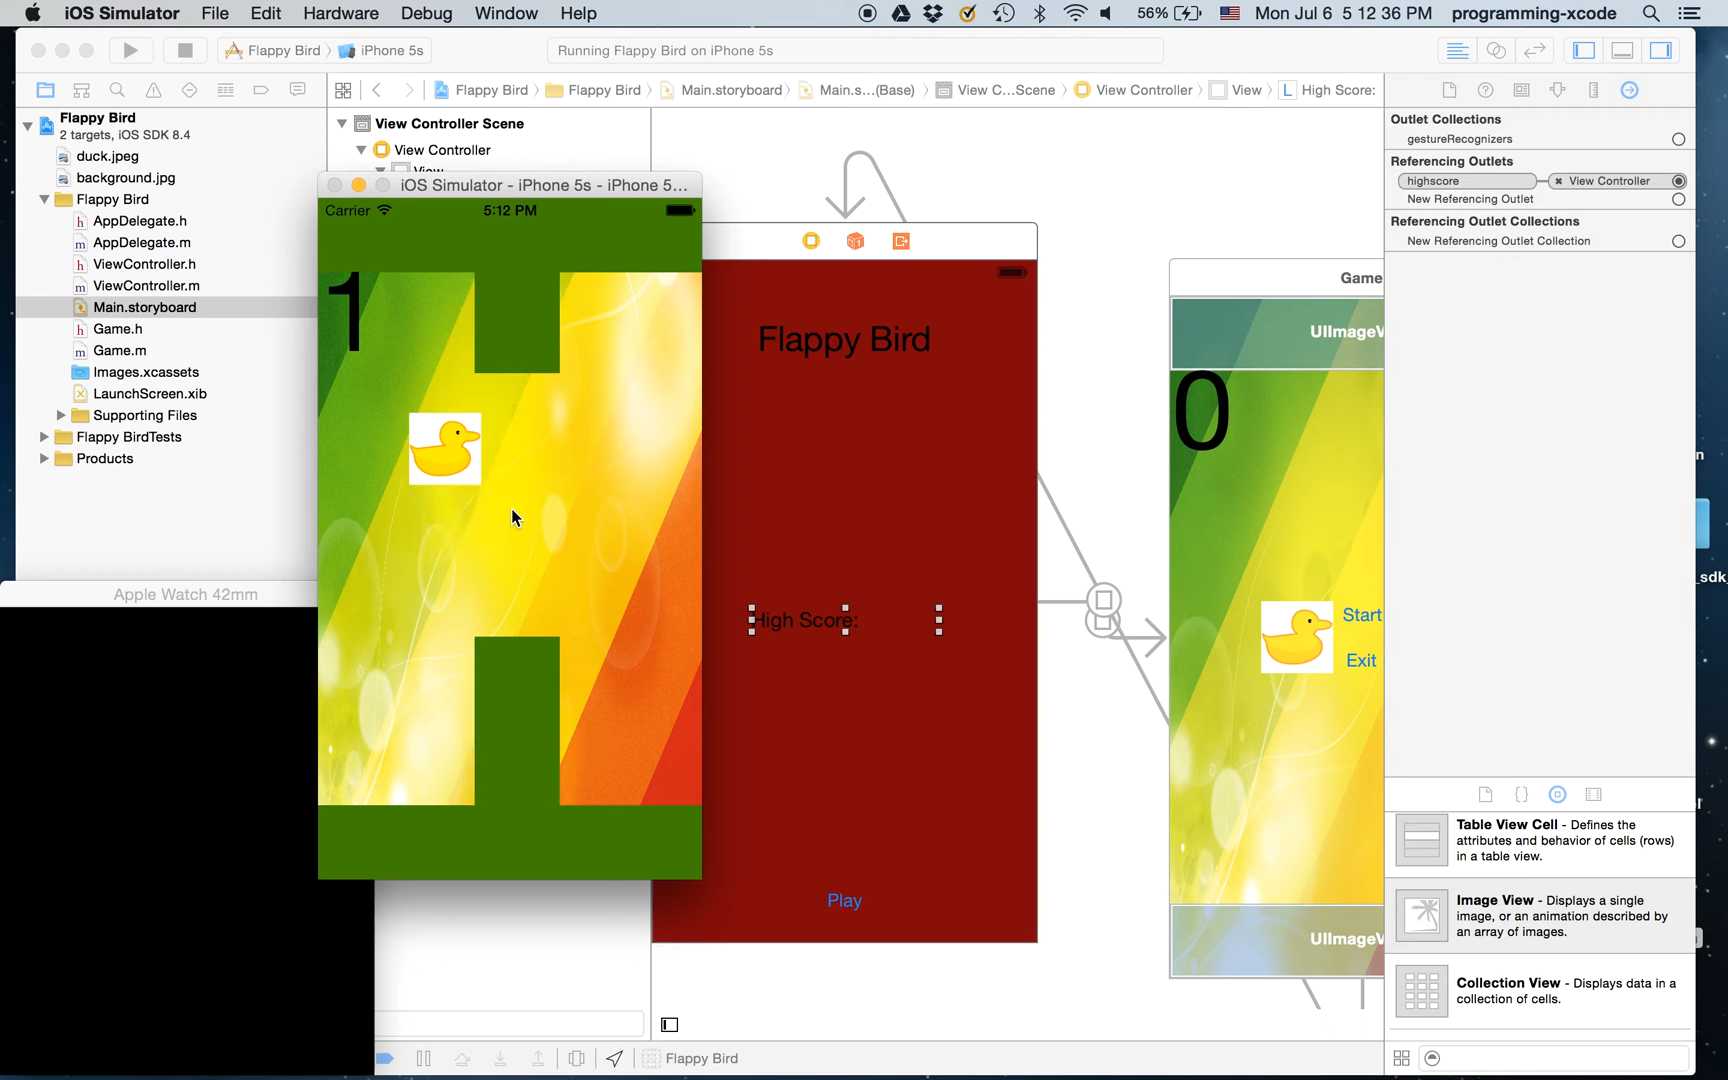 iOS Simulator File Edit Hardware Debug Window Help 56% Mon Jul 6 5 12 36 PM programming-xcode
Flappy Bird iPhone 5s Running Flappy Bird on iPhone 5s
Flappy Bird Flappy Bird Main.storyboard Main.s...(Base) View C...Scene View Controller View L High Score:
Flappy Bird
2 targets, iOS SDK 8.4
duck.jpeg
background.jpg
Flappy Bird
h AppDelegate.h
m AppDelegate.m
h ViewController.h
m ViewController.m
Main.storyboard
h Game.h
m Game.m
Images.xcassets
LaunchScreen.xib
Supporting Files
Flappy BirdTests
Products
Apple Watch 42mm
View Controller Scene
View Controller
View
iOS Simulator - iPhone 5s - iPhone 5...
Carrier 5:12 PM
1
Flappy Bird
High Score:
Play
Game
UIImageV
0
Start
Exit
UIImageV
Flappy Bird
Outlet Collections
gestureRecognizers
Referencing Outlets
highscore View Controller
New Referencing Outlet
Referencing Outlet Collections
New Referencing Outlet Collection
Table View Cell - Defines the
attributes and behavior of cells (rows)
in a table view.
Image View - Displays a single
image, or an animation described by
an array of images.
Collection View - Displays data in a
collection of cells.
n
_sdk_